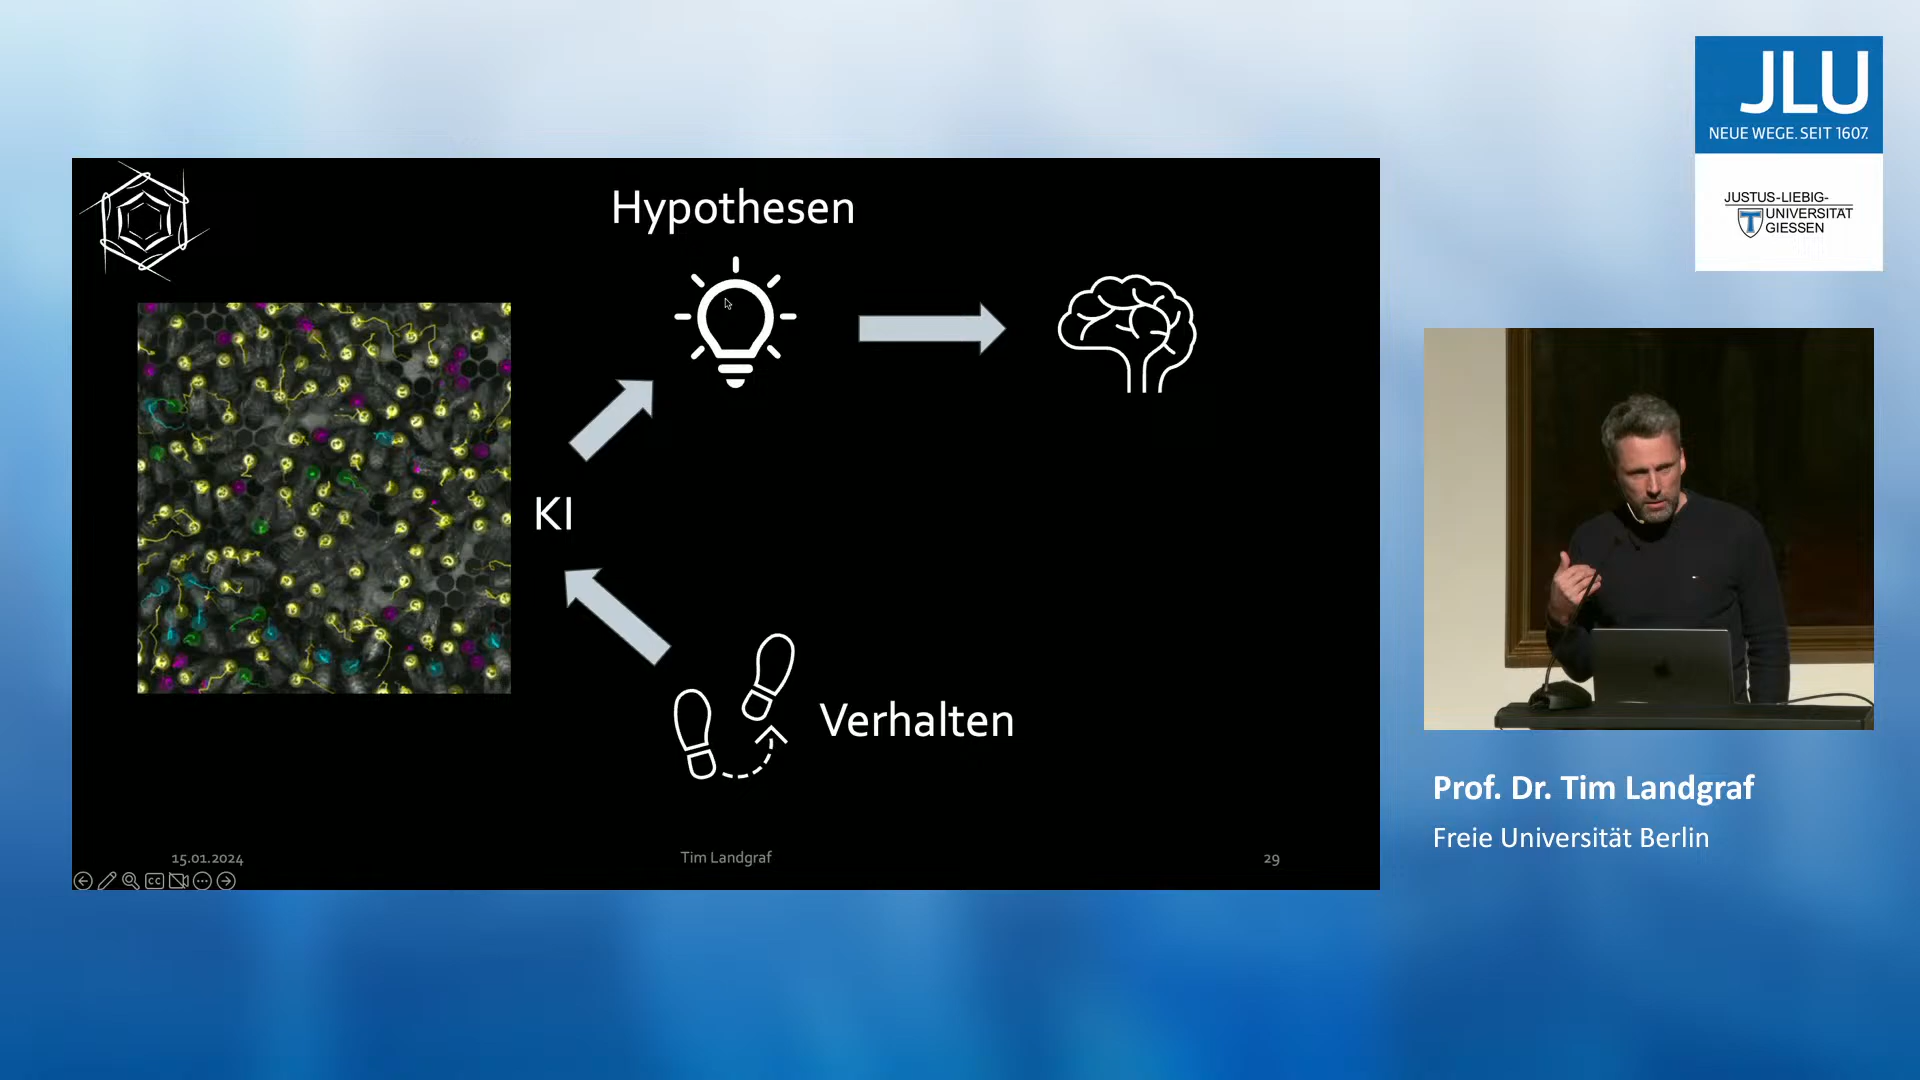 JLU
NEUE WEGE. SEIT 1607.
JUSTUS-LIEBIG-
UNIVERSITÄT
GIESSEN
Hypothesen
KI
Verhalten
15.01.2024
Tim Landgraf
29
CC
Prof. Dr. Tim Landgraf
Freie Universität Berlin